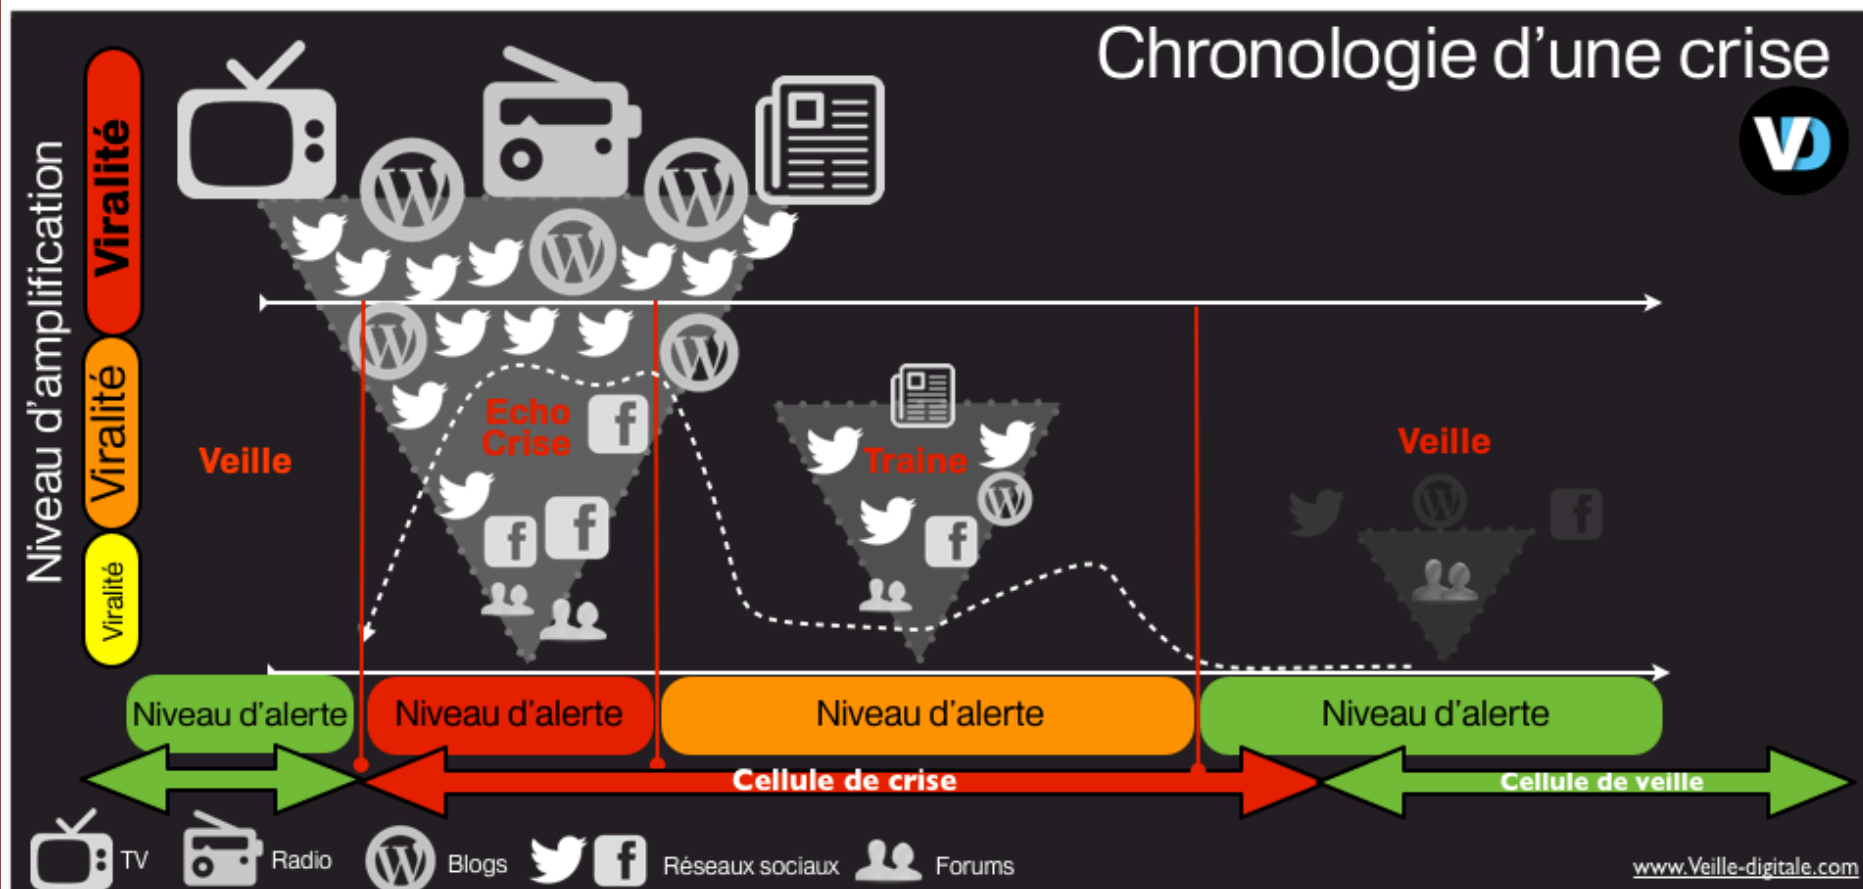 Chronologie d'une crise
VD
Niveau d'amplification
Viralité
Viralité
Viralité
Veille
Echo
Crise
Traine
Veille
Niveau d'alerte
Niveau d'alerte
Niveau d'alerte
Niveau d'alerte
Cellule de crise
Cellule de veille
TV
Radio
Blogs
Réseaux sociaux
Forums
www.Veille-digitale.com